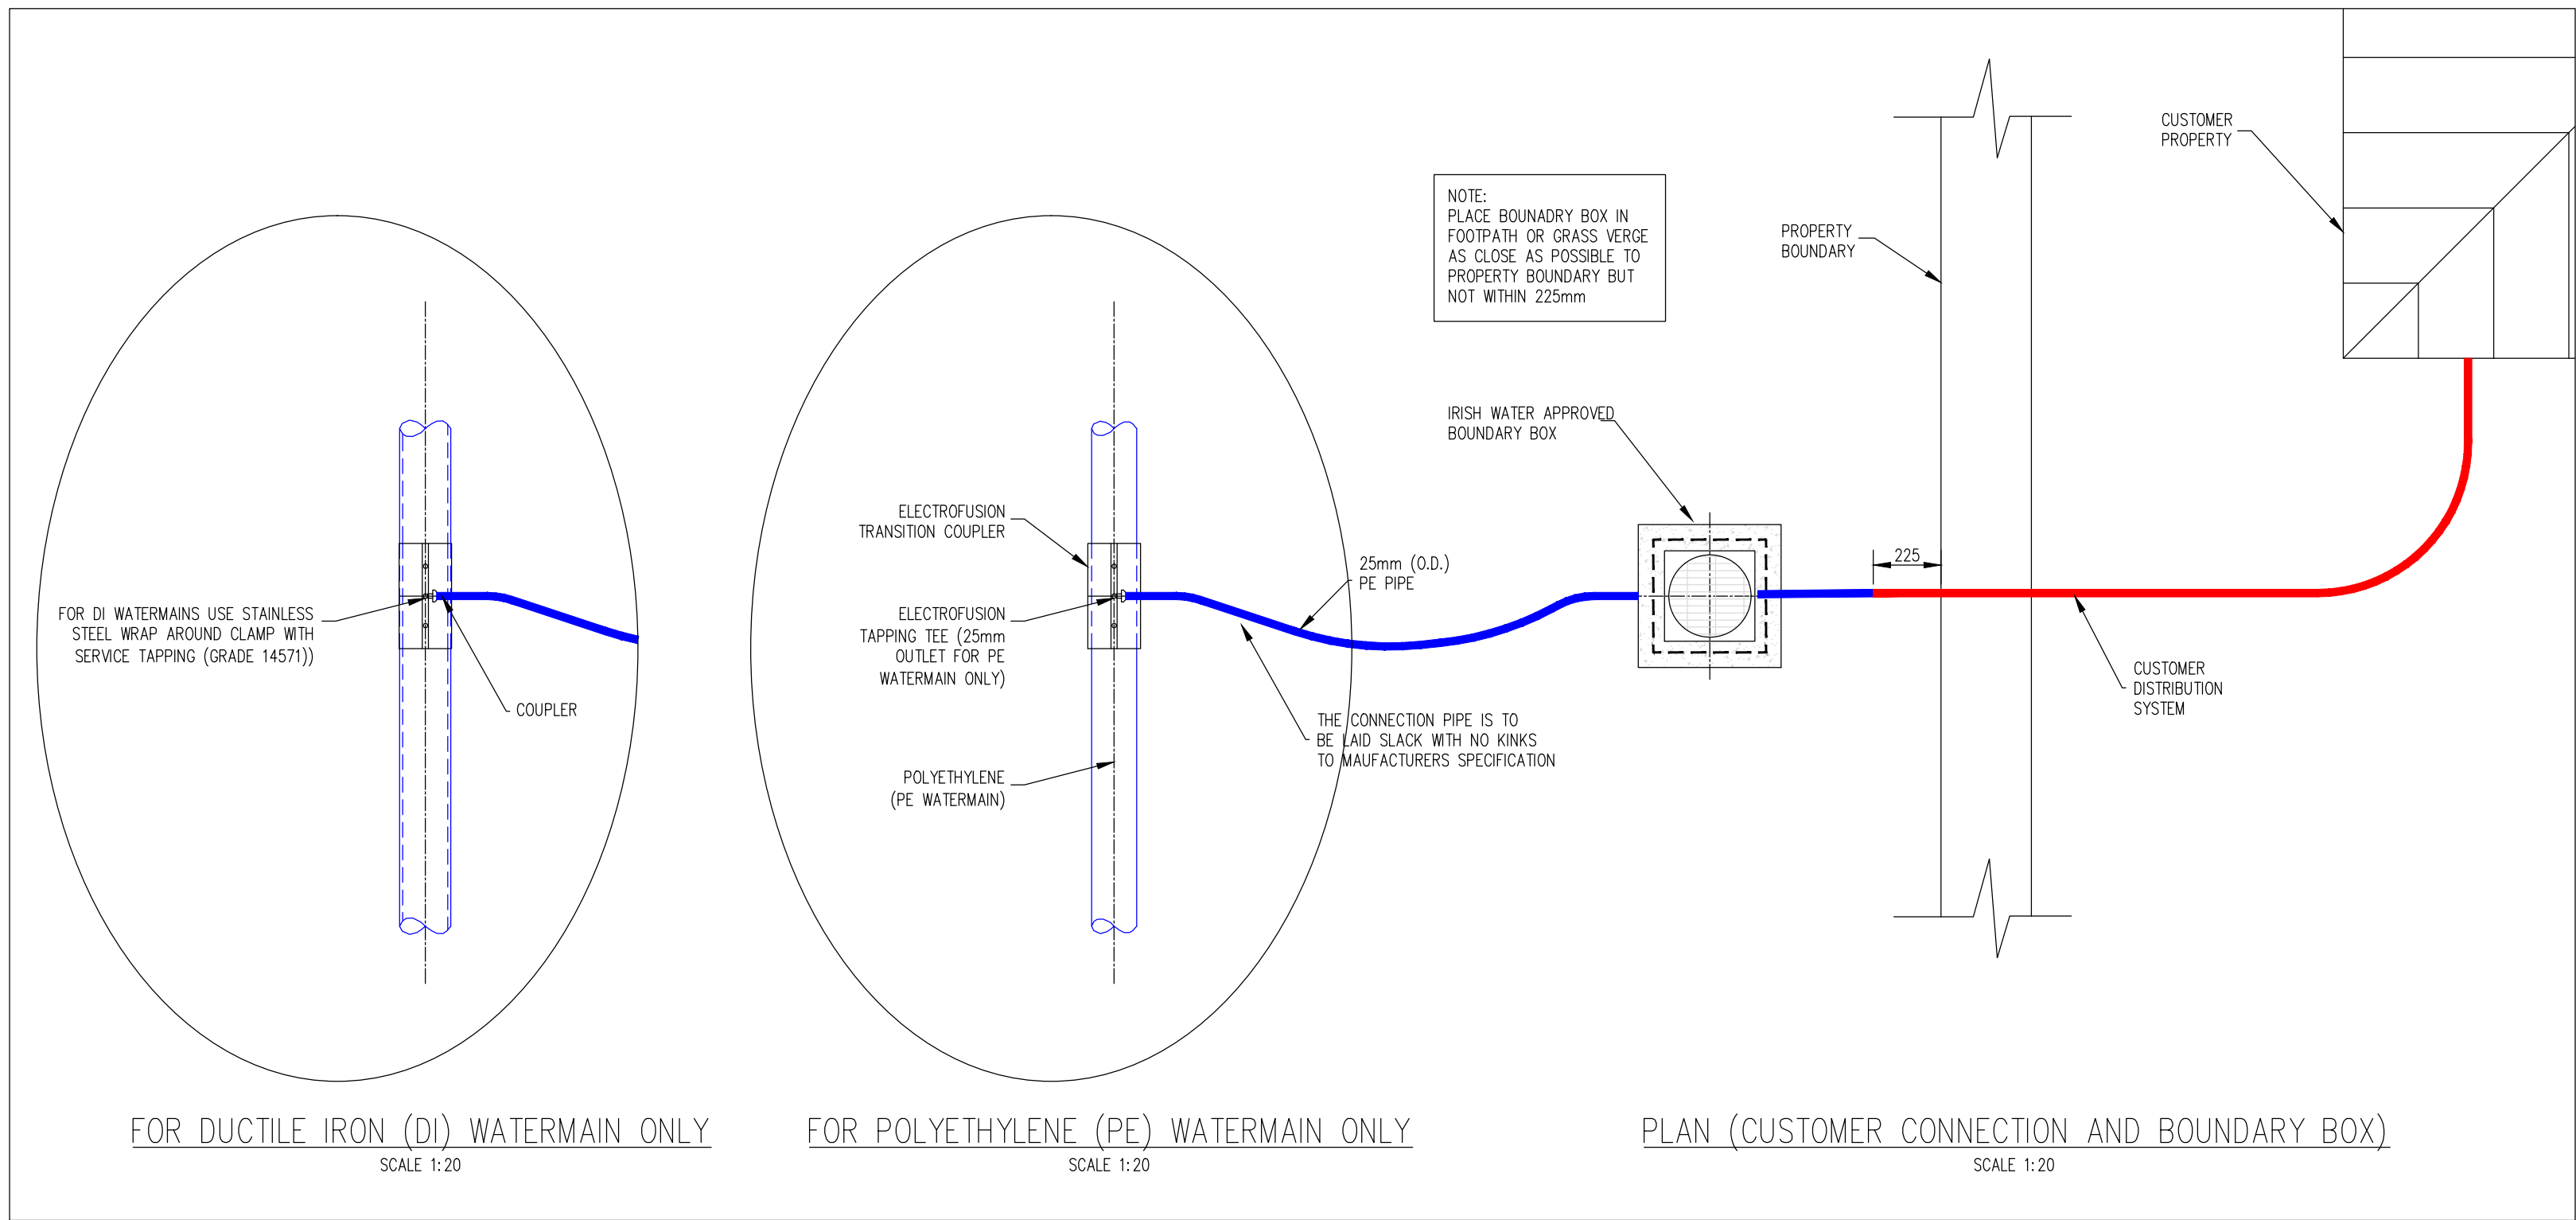 FOR DI WATERMAINS USE STAINLESS
STEEL WRAP AROUND CLAMP WITH
SERVICE TAPPING (GRADE 14571))
COUPLER
FOR DUCTILE IRON (DI) WATERMAIN ONLY
SCALE 1:20
ELECTROFUSION
TRANSITION COUPLER
ELECTROFUSION
TAPPING TEE (25mm
OUTLET FOR PE
WATERMAIN ONLY)
POLYETHYLENE
(PE WATERMAIN)
25mm (O.D.)
PE PIPE
THE CONNECTION PIPE IS TO
BE LAID SLACK WITH NO KINKS
TO MAUFACTURERS SPECIFICATION
FOR POLYETHYLENE (PE) WATERMAIN ONLY
SCALE 1:20
NOTE:
PLACE BOUNADRY BOX IN
FOOTPATH OR GRASS VERGE
AS CLOSE AS POSSIBLE TO
PROPERTY BOUNDARY BUT
NOT WITHIN 225mm
IRISH WATER APPROVED
BOUNDARY BOX
PROPERTY
BOUNDARY
CUSTOMER
PROPERTY
225
CUSTOMER
DISTRIBUTION
SYSTEM
PLAN (CUSTOMER CONNECTION AND BOUNDARY BOX)
SCALE 1:20